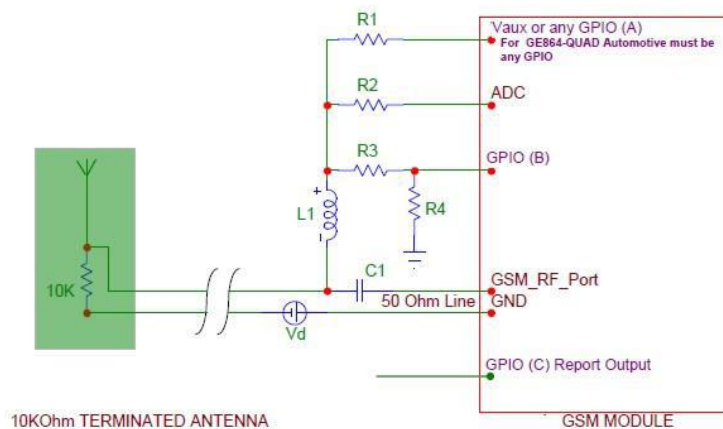 R1
Vaux or any GPIO (A)
For GE864-QUAD Automotive must be
any GPIO
R2
ADC
R3
GPIO (B)
+
L1
R4
-
C1
10K
50 Ohm Line
GSM_RF_Port
GND
Vd
GPIO (C) Report Output
10KOhm TERMINATED ANTENNA
GSM MODULE